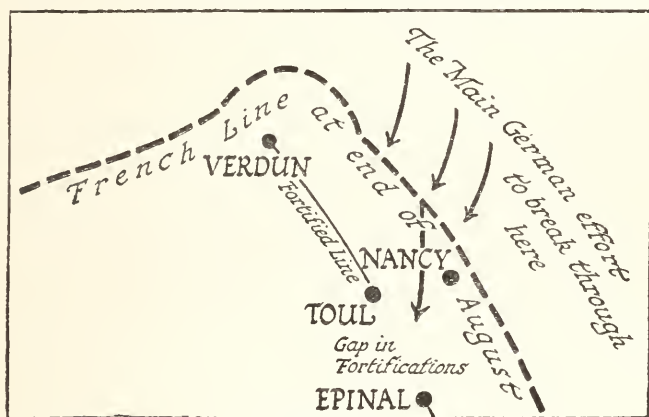 The Main German effort
to break through
here
French Line at end of August
VERDUN
Fortified Line
NANCY
TOUL
Gap in
Fortifications
EPINAL